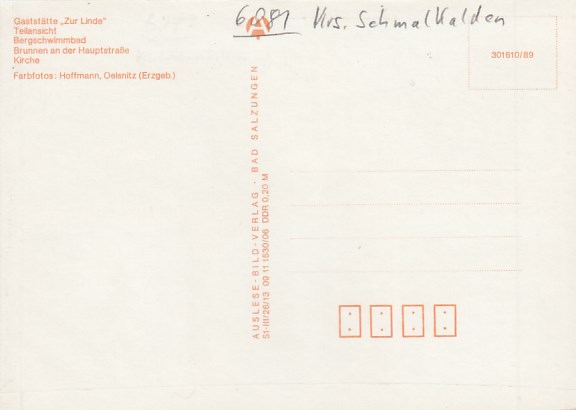 6081 Krs. Schmalkalden
Gaststätte „Zur Linde"
Teilansicht
Bergschwimmbad
Brunnen an der Hauptstraße
Kirche
Farbfotos: Hoffmann, Oelsnitz (Erzgeb.)
301610/89
AUSLESE-BILD-VERLAG - BAD SALZUNGEN
S1-III/26/13 09 11 1530/06 DDR 0,20 M